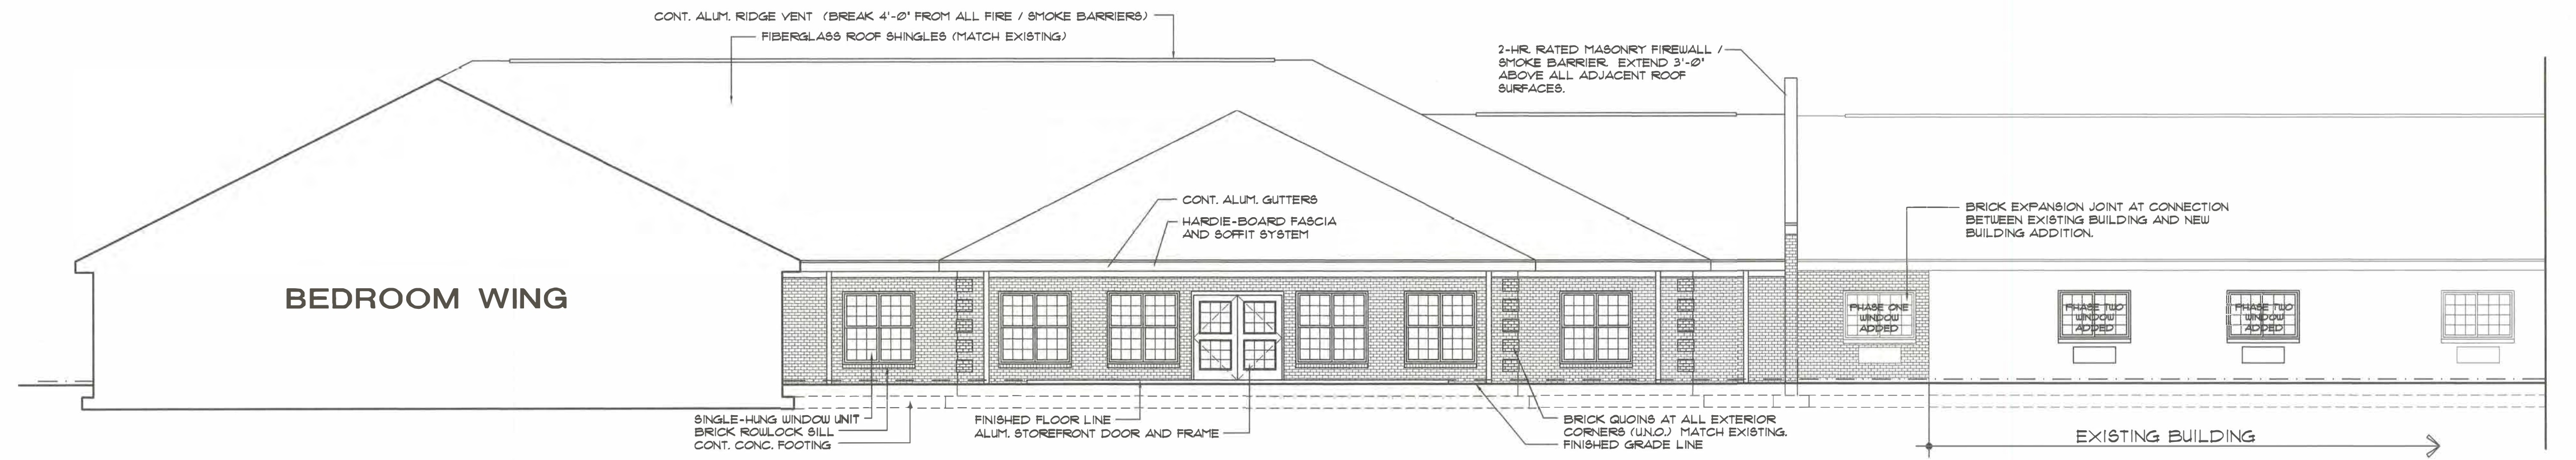 CONT. ALUM. RIDGE VENT (BREAK 4'-0" FROM ALL FIRE / SMOKE BARRIERS)
FIBERGLASS ROOF SHINGLES (MATCH EXISTING)
2-HR. RATED MASONRY FIREWALL /
SMOKE BARRIER. EXTEND 3'-0"
ABOVE ALL ADJACENT ROOF
SURFACES.
CONT. ALUM. GUTTERS
HARDIE-BOARD FASCIA
AND SOFFIT SYSTEM
BRICK EXPANSION JOINT AT CONNECTION
BETWEEN EXISTING BUILDING AND NEW
BUILDING ADDITION.
BEDROOM WING
PHASE ONE
WINDOW
ADDED
PHASE TWO
WINDOW
ADDED
PHASE TWO
WINDOW
ADDED
SINGLE-HUNG WINDOW UNIT
BRICK ROWLOCK SILL
CONT. CONC. FOOTING
FINISHED FLOOR LINE
ALUM. STOREFRONT DOOR AND FRAME
BRICK QUOINS AT ALL EXTERIOR
CORNERS (U.N.O.) MATCH EXISTING.
FINISHED GRADE LINE
EXISTING BUILDING